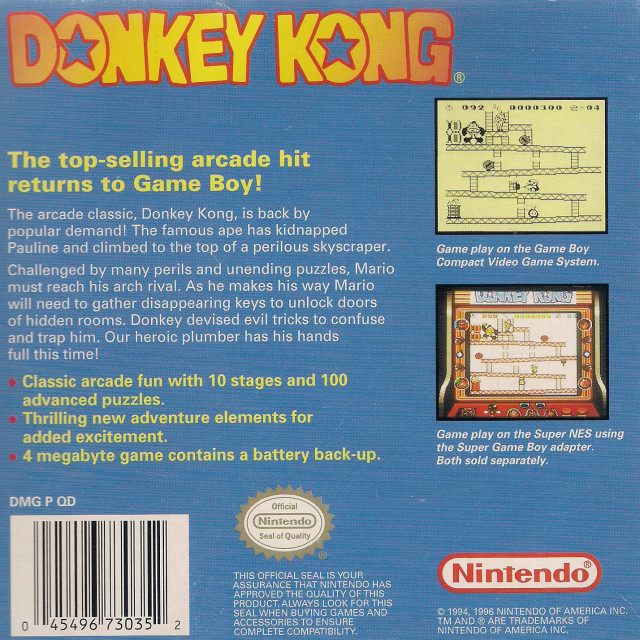 DONKEY KONG®
092 0000300 2-04
The top-selling arcade hit
returns to Game Boy!
The arcade classic, Donkey Kong, is back by
popular demand! The famous ape has kidnapped
Pauline and climbed to the top of a perilous skyscraper.
Challenged by many perils and unending puzzles, Mario
must reach his arch rival. As he makes his way Mario
will need to gather disappearing keys to unlock doors
of hidden rooms. Donkey devised evil tricks to confuse
and trap him. Our heroic plumber has his hands
full this time!
• Classic arcade fun with 10 stages and 100
advanced puzzles.
• Thrilling new adventure elements for
added excitement.
• 4 megabyte game contains a battery back-up.
Game play on the Game Boy
Compact Video Game System.
DONKEY KONG
Game play on the Super NES using
the Super Game Boy adapter.
Both sold separately.
DMG P QD
0 45496 73035 2
Official
Nintendo
Seal of Quality
®
THIS OFFICIAL SEAL IS YOUR
ASSURANCE THAT NINTENDO HAS
APPROVED THE QUALITY OF THIS
PRODUCT. ALWAYS LOOK FOR THIS
SEAL WHEN BUYING GAMES AND
ACCESSORIES TO ENSURE
COMPLETE COMPATIBILITY.
Nintendo®
© 1994, 1996 NINTENDO OF AMERICA INC.
TM AND ® ARE TRADEMARKS OF
NINTENDO OF AMERICA INC.